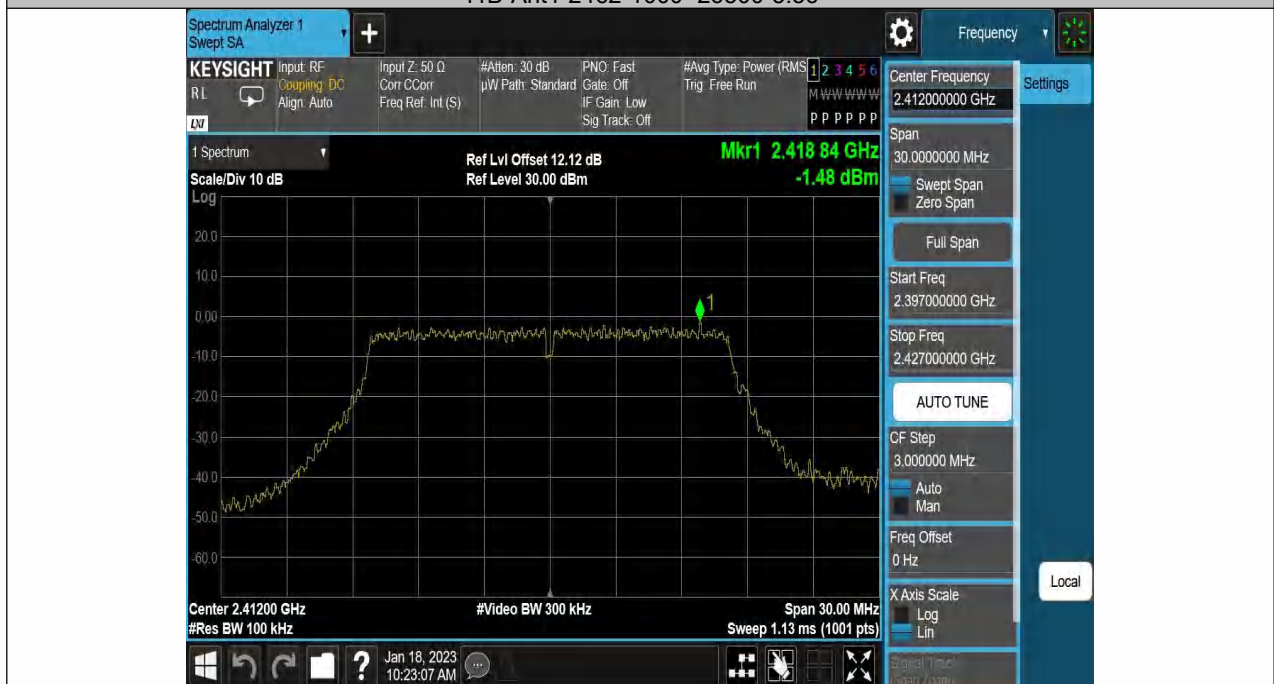 Spectrum Analyzer 1
Swept SA
+
Frequency
KEYSIGHT
RL
LXI
Input: RF
Coupling: DC
Align: Auto
Input Z: 50 Ω
Corr CCorr
Freq Ref: Int (S)
#Atten: 30 dB
µW Path: Standard
PNO: Fast
Gate: Off
IF Gain: Low
Sig Track: Off
#Avg Type: Power (RMS
Trig: Free Run
1 2 3 4 5 6
M W W W W W
P P P P P P
1 Spectrum
Scale/Div 10 dB
Log
Ref Lvl Offset 12.12 dB
Ref Level 30.00 dBm
Mkr1 2.418 84 GHz
-1.48 dBm
20.0
10.0
0.00
-10.0
-20.0
-30.0
-40.0
-50.0
-60.0
1
Center 2.41200 GHz
#Res BW 100 kHz
#Video BW 300 kHz
Span 30.00 MHz
Sweep 1.13 ms (1001 pts)
Center Frequency
2.412000000 GHz
Settings
Span
30.0000000 MHz
Swept Span
Zero Span
Full Span
Start Freq
2.397000000 GHz
Stop Freq
2.427000000 GHz
AUTO TUNE
CF Step
3.000000 MHz
Auto
Man
Freq Offset
0 Hz
X Axis Scale
Log
Lin
Local
?
Jan 18, 2023
10:23:07 AM